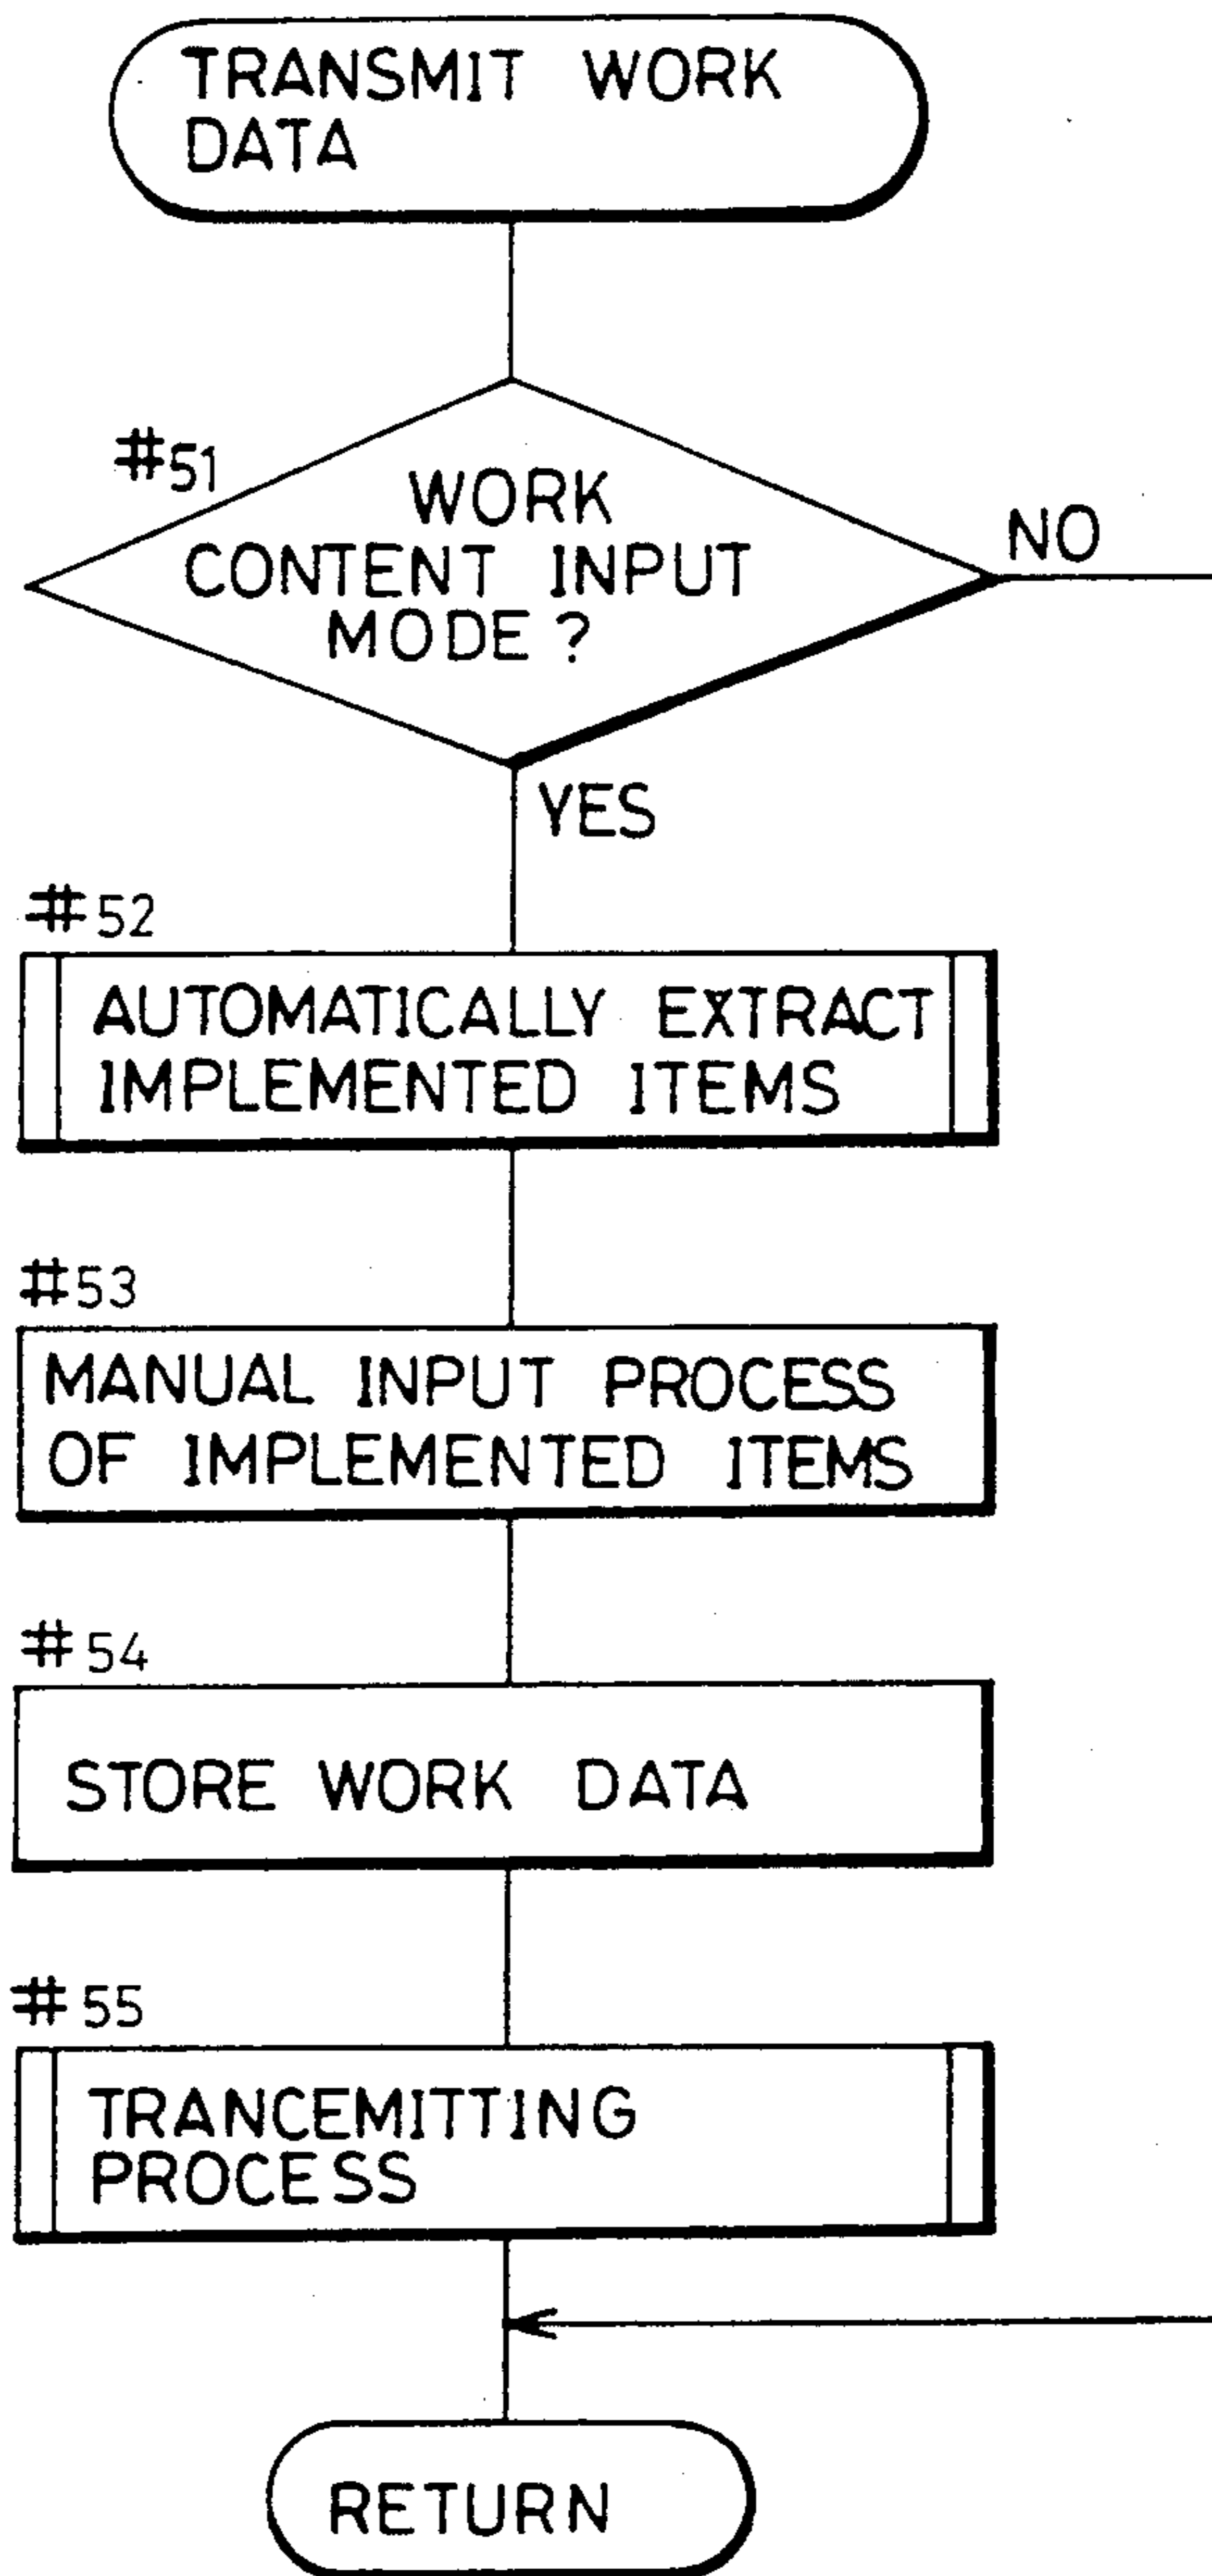 TRANSMIT WORK
DATA
#51
WORK
CONTENT INPUT
MODE?
NO
YES
#52
AUTOMATICALLY EXTRACT
IMPLEMENTED ITEMS
#53
MANUAL INPUT PROCESS
OF IMPLEMENTED ITEMS
#54
STORE WORK DATA
#55
TRANCEMITTING
PROCESS
RETURN